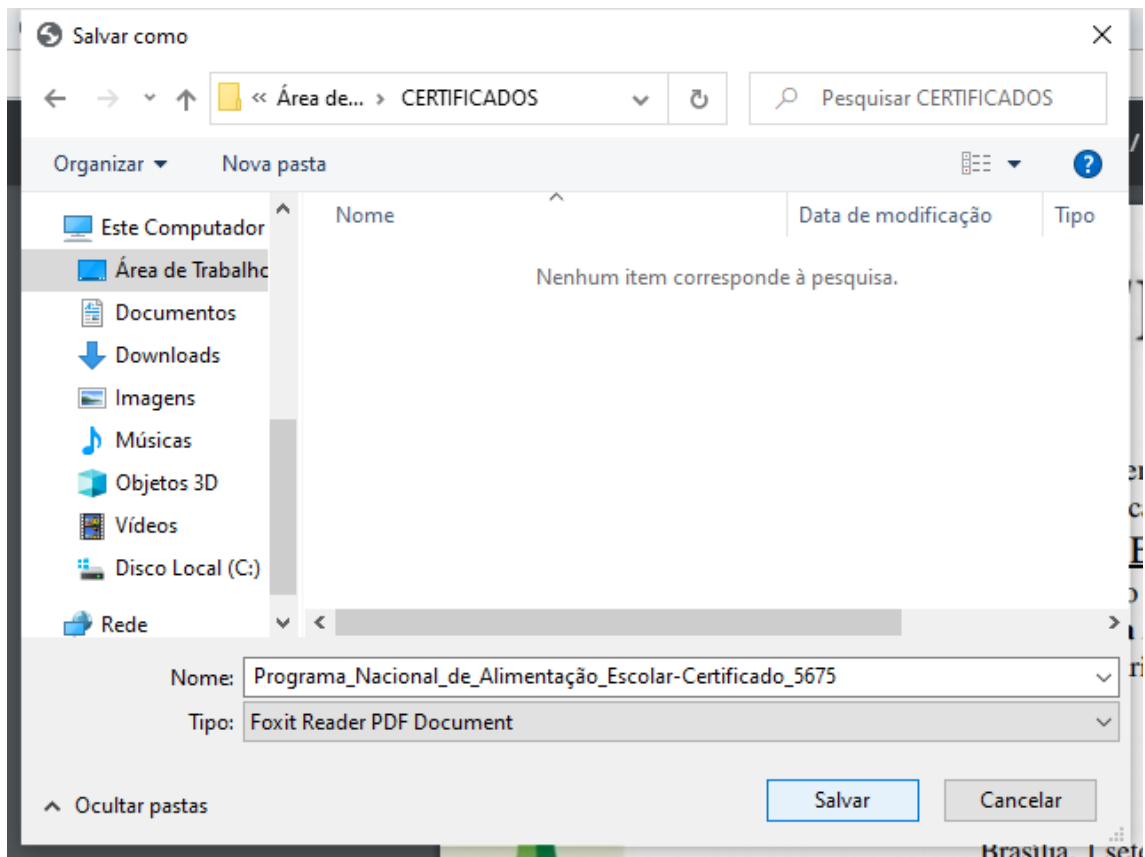 Salvar como
« Área de... › CERTIFICADOS
Pesquisar CERTIFICADOS
Organizar
Nova pasta
Nome
Data de modificação
Tipo
Este Computador
Área de Trabalho
Documentos
Downloads
Imagens
Músicas
Objetos 3D
Vídeos
Disco Local (C:)
Rede
Nenhum item corresponde à pesquisa.
Nome: Programa_Nacional_de_Alimentação_Escolar-Certificado_5675
Tipo: Foxit Reader PDF Document
Ocultar pastas
Salvar
Cancelar